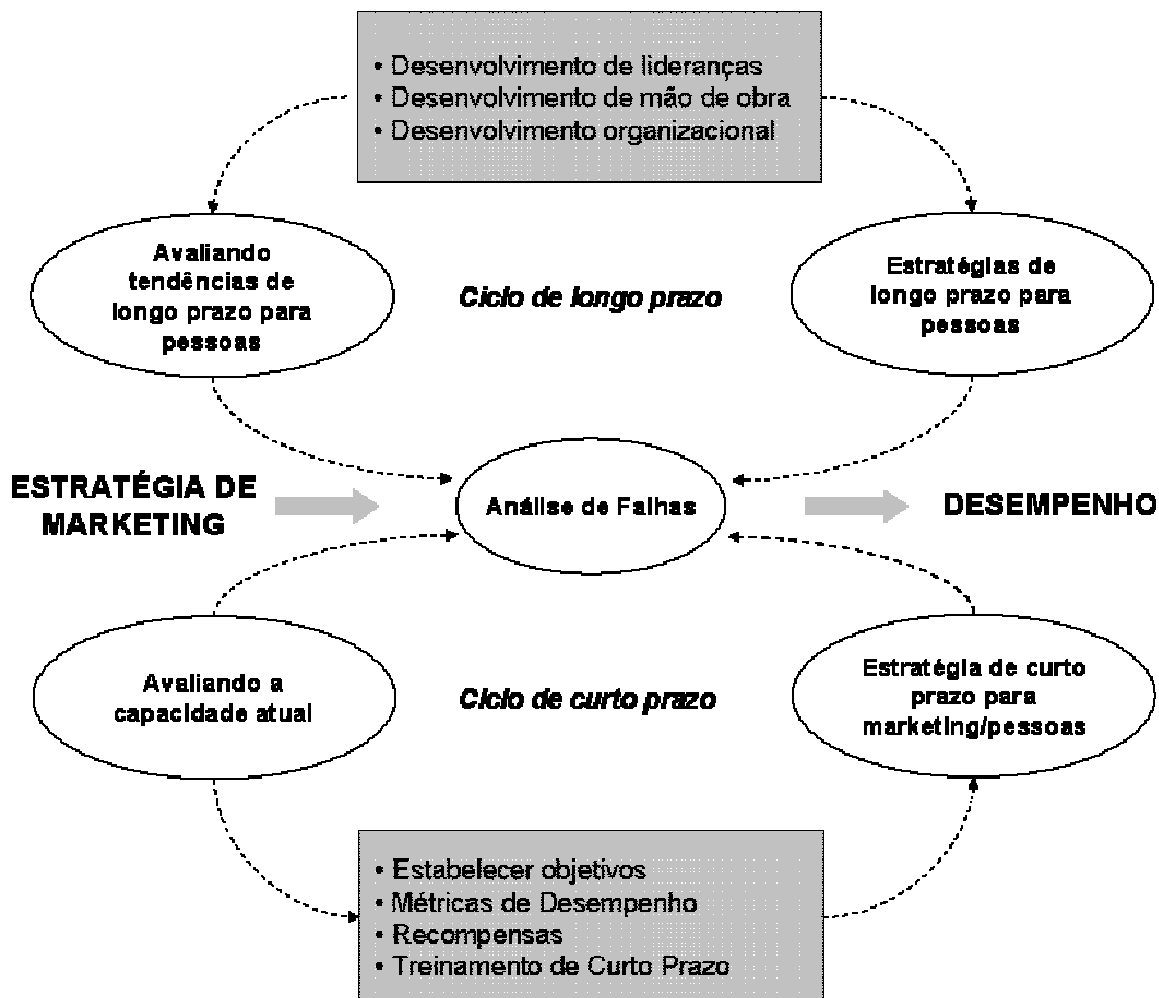 • Desenvolvimento de lideranças
• Desenvolvimento de mão de obra
• Desenvolvimento organizacional
Avaliando
tendências de
longo prazo para
pessoas
Ciclo de longo prazo
Estratégias de
longo prazo para
pessoas
ESTRATÉGIA DE
MARKETING
Análise de Falhas
DESEMPENHO
Avaliando a
capacidade atual
Ciclo de curto prazo
Estratégia de curto
prazo para
marketing/pessoas
• Estabelecer objetivos
• Métricas de Desempenho
• Recompensas
• Treinamento de Curto Prazo